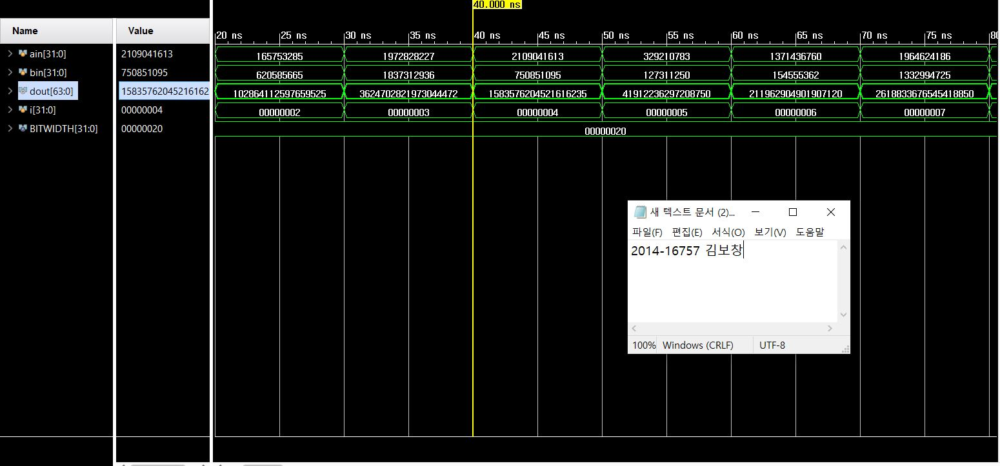 40.000 ns
Name Value
20 ns 25 ns 30 ns 35 ns 40 ns 45 ns 50 ns 55 ns 60 ns 65 ns 70 ns 75 ns
ain[31:0] 2109041613 165753285 1972828227 2109041613 329210783 1371436760 1964624186
bin[31:0] 750851095 620585665 1837312936 750851095 127311250 154555362 1332994725
dout[63:0] 15835762045216162 102864112597659525 3624702821973044472 1583576204521616235 41912236297208750 211962904901907120 2618833676545418850
i[31:0] 00000004 00000002 00000003 00000004 00000005 00000006 00000007
BITWIDTH[31:0] 00000020 00000020
새 텍스트 문서 (2)...
파일(F) 편집(E) 서식(O) 보기(V) 도움말
2014-16757 김보창
100% Windows (CRLF) UTF-8